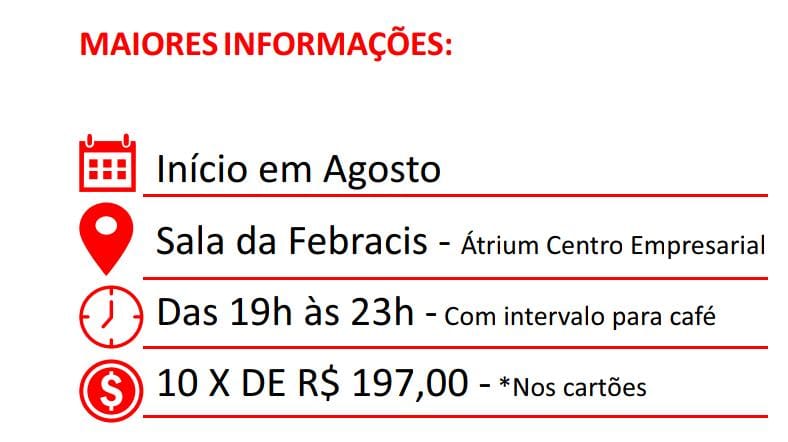 MAIORES INFORMAÇÕES:
Início em Agosto
Sala da Febracis - Átrium Centro Empresarial
Das 19h às 23h - Com intervalo para café
$ 10 X DE R$ 197,00 - *Nos cartões